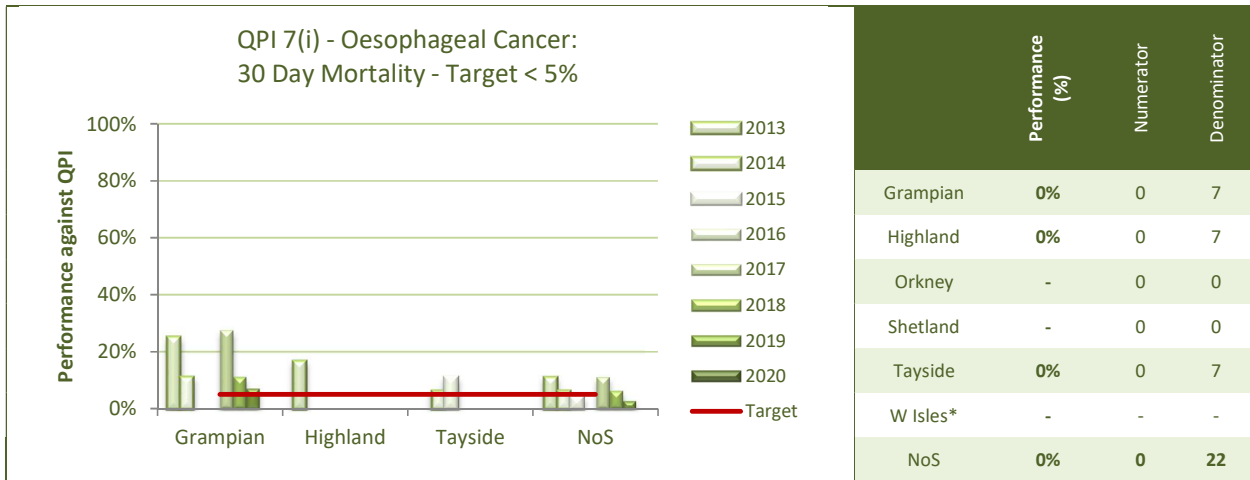 QPI 7(i) - Oesophageal Cancer:
30 Day Mortality - Target < 5%
Performance against QPI
100%
80%
60%
40%
20%
0%
Grampian Highland Tayside NoS
2013
2014
2015
2016
2017
2018
2019
2020
Target
Performance (%) Numerator Denominator
Grampian 0% 0 7
Highland 0% 0 7
Orkney - 0 0
Shetland - 0 0
Tayside 0% 0 7
W Isles* - - -
NoS 0% 0 22